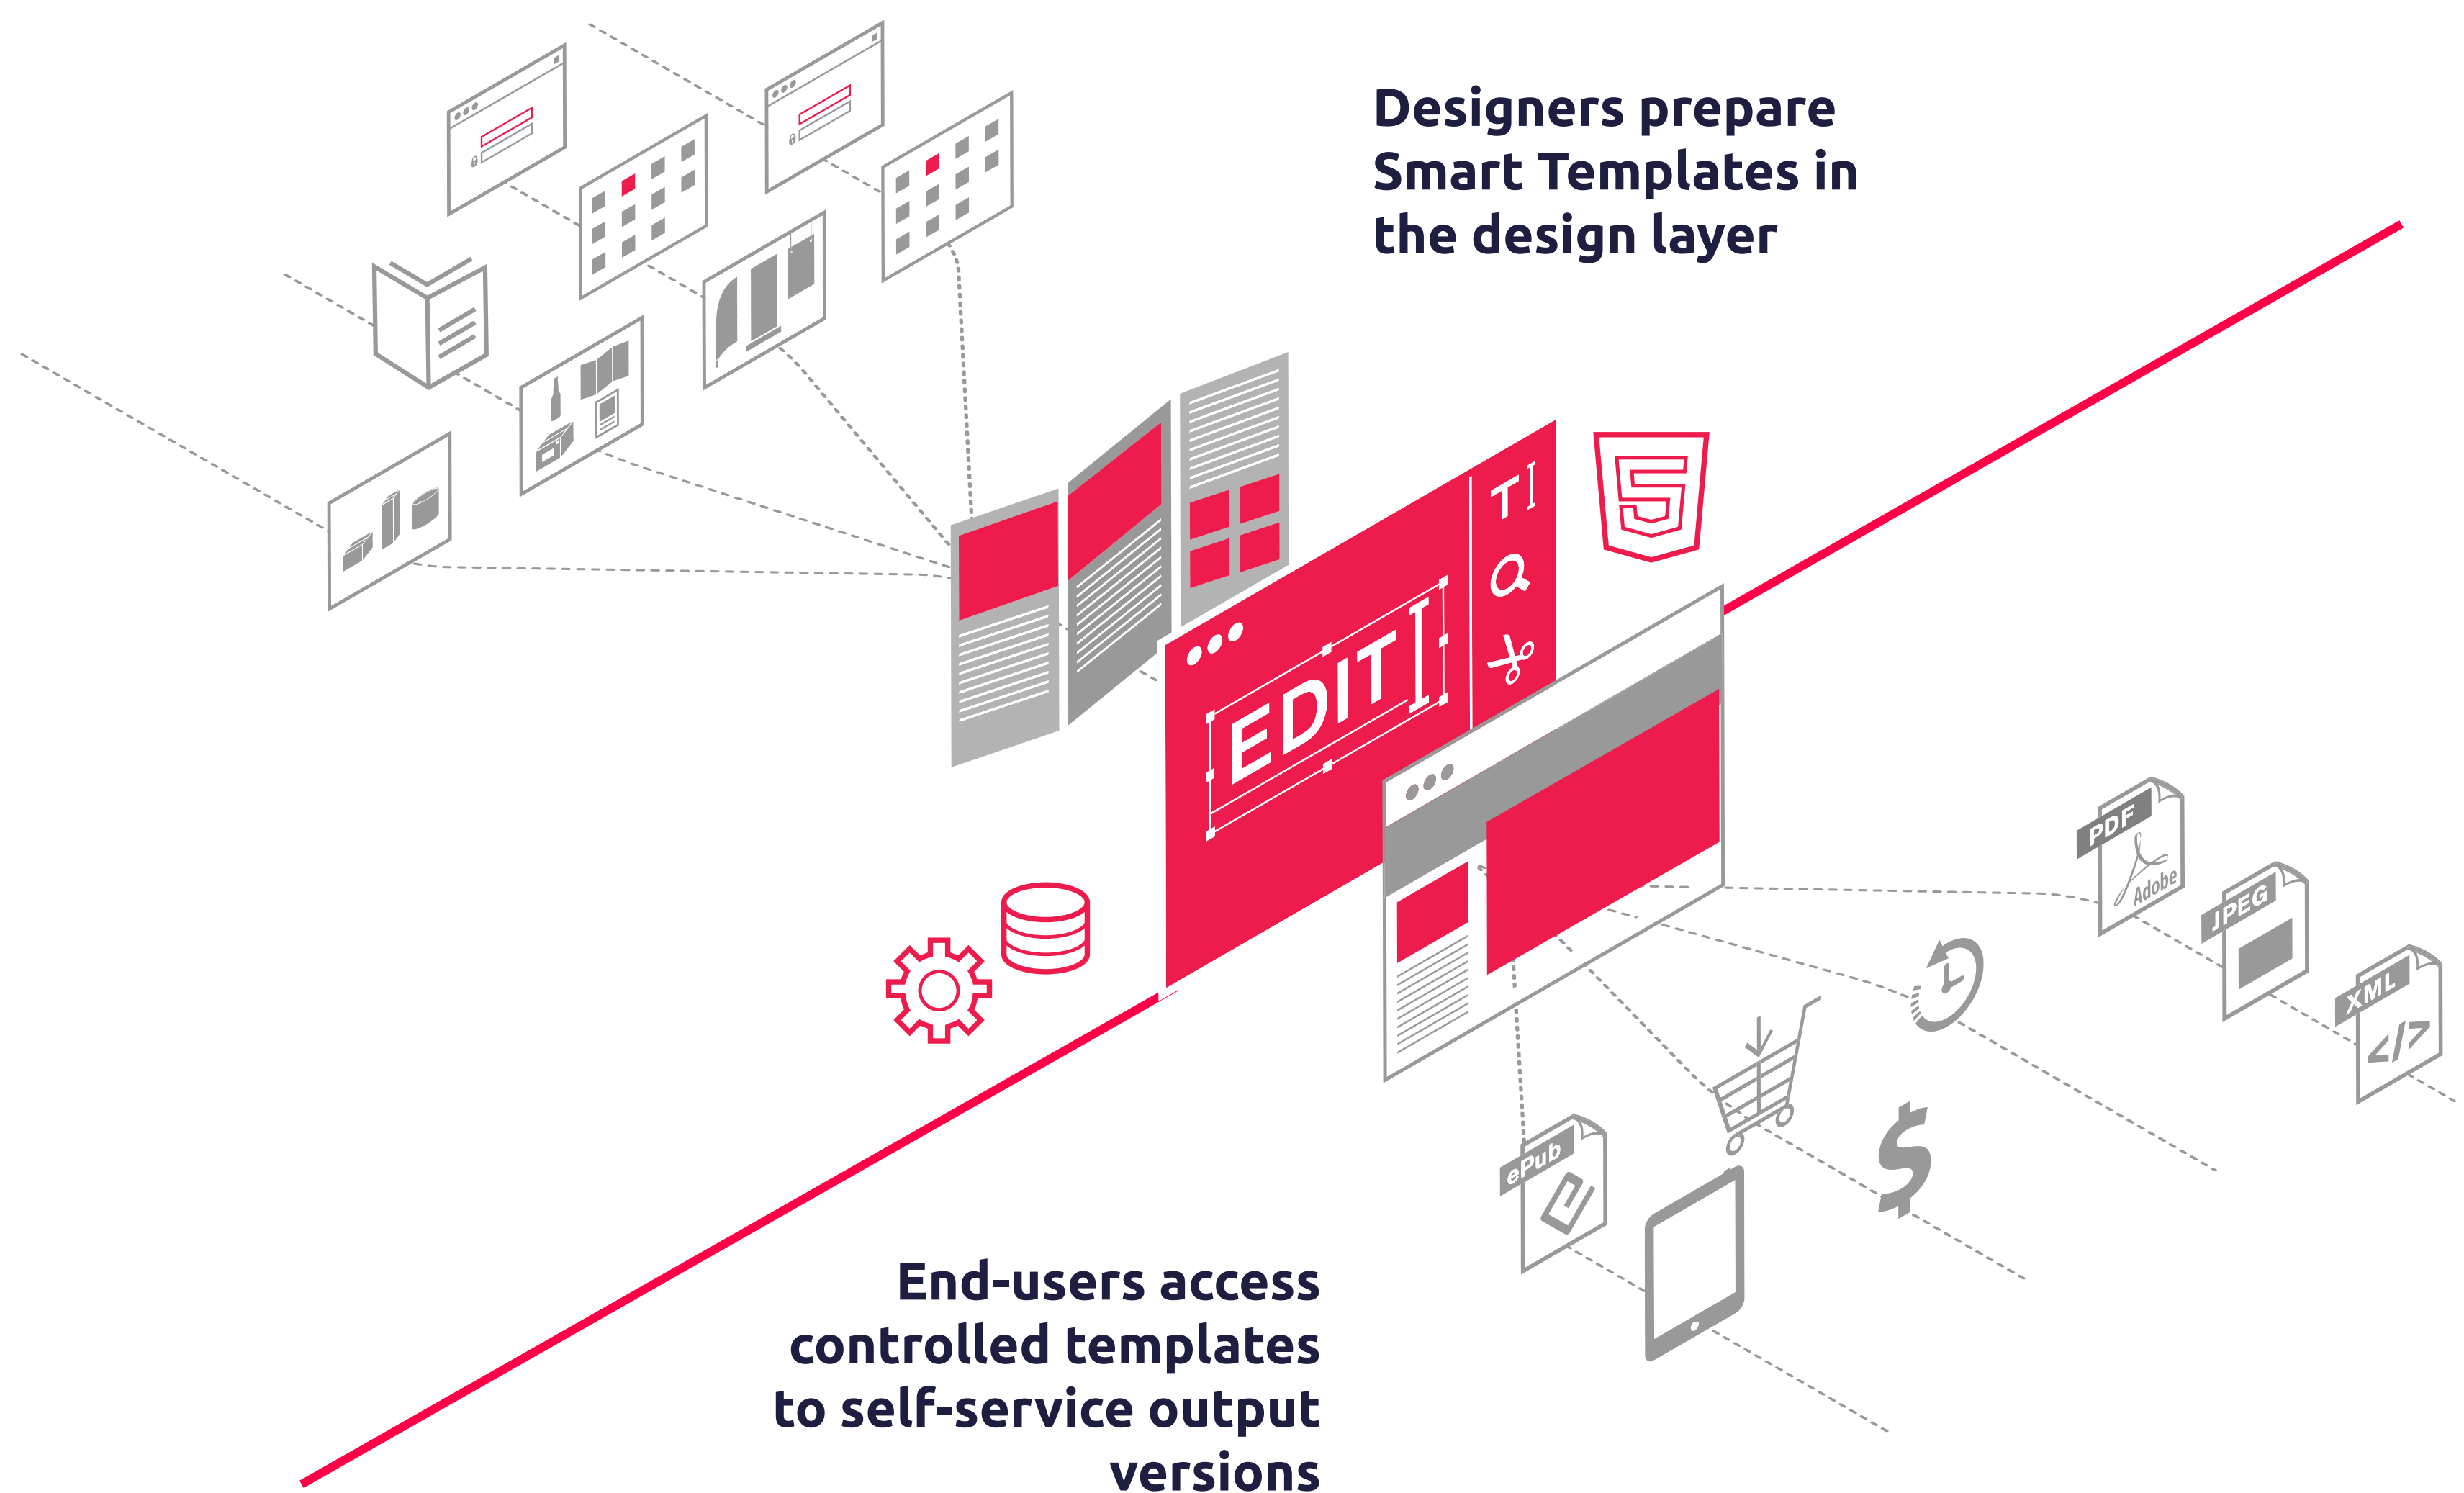 Designers prepare
Smart Templates in
the design layer
T
EDIT
PDF
Adobe
JPEG
XML
</>
ePub
$
End-users access
controlled templates
to self-service output
versions